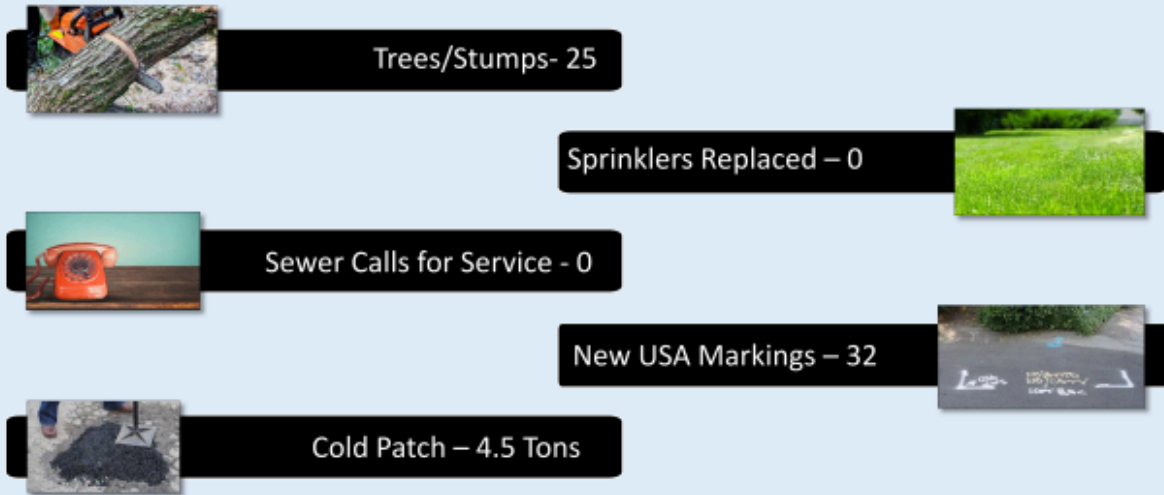 Trees/Stumps- 25
Sprinklers Replaced – 0
Sewer Calls for Service - 0
New USA Markings – 32
Cold Patch – 4.5 Tons